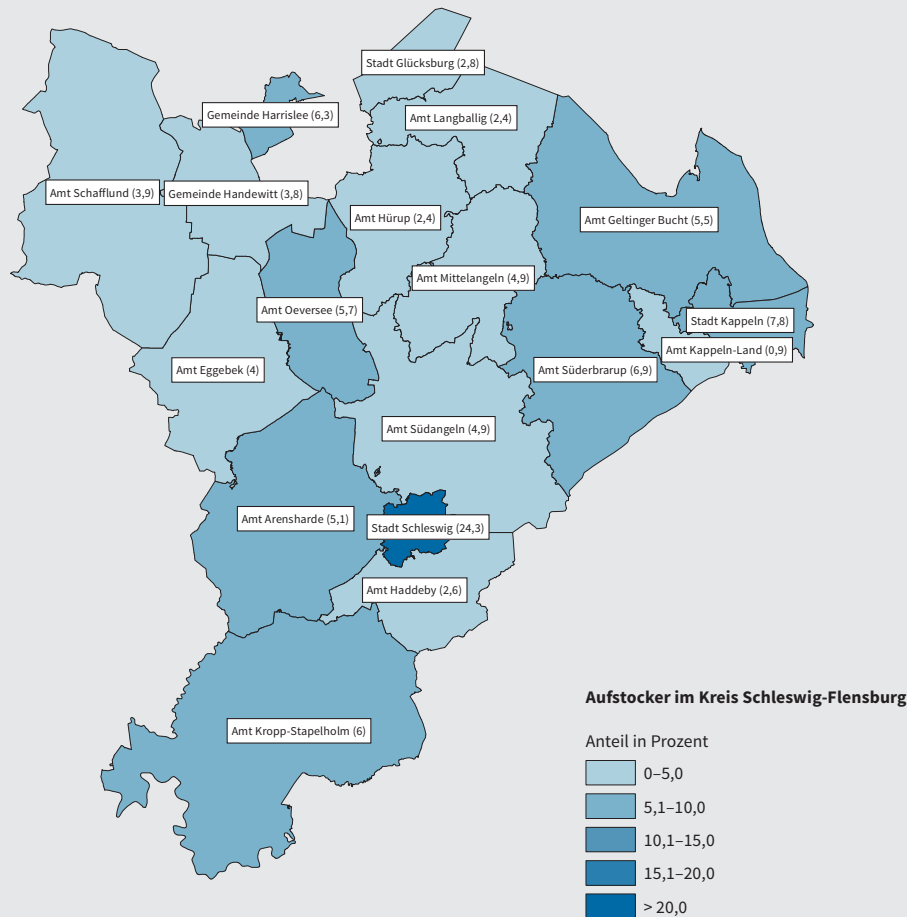 Stadt Glücksburg (2,8)
Gemeinde Harrislee (6,3)
Amt Langballig (2,4)
Amt Schafflund (3,9)
Gemeinde Handewitt (3,8)
Amt Hürup (2,4)
Amt Geltinger Bucht (5,5)
Amt Mittelangeln (4,9)
Amt Oeversee (5,7)
Stadt Kappeln (7,8)
Amt Kappeln-Land (0,9)
Amt Eggebek (4)
Amt Süderbrarup (6,9)
Amt Südangeln (4,9)
Amt Arensharde (5,1)
Stadt Schleswig (24,3)
Amt Haddeby (2,6)
Amt Kropp-Stapelholm (6)
Aufstocker im Kreis Schleswig-Flensburg
Anteil in Prozent
0–5,0
5,1–10,0
10,1–15,0
15,1–20,0
> 20,0